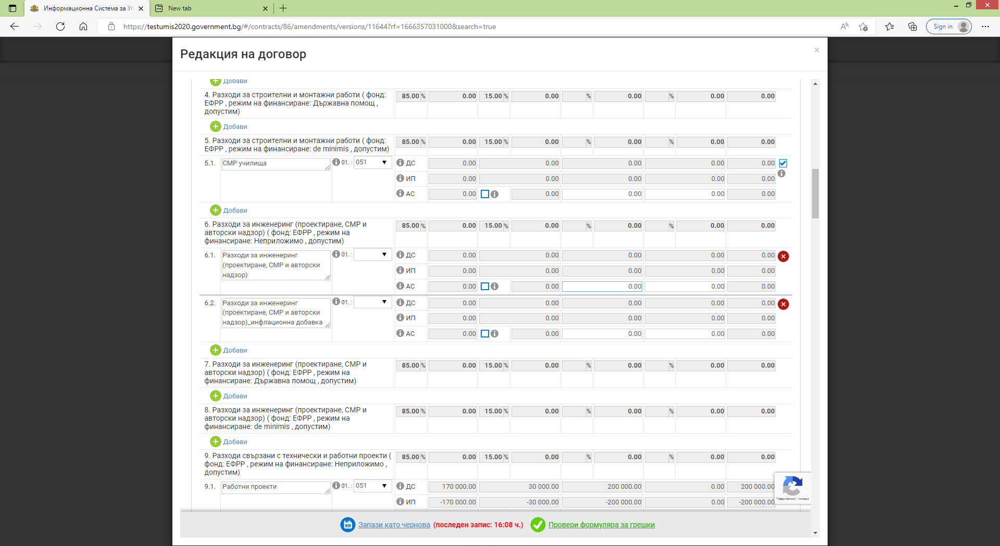 Информационна Система за Уп
New tab
https://testumis2020.government.bg/#/contracts/86/amendments/versions/11644?rf=1666357031000&search=true
Sign in
Редакция на договор
Добави
4. Разходи за строителни и монтажни работи ( фонд: ЕФРР , режим на финансиране: Държавна помощ , допустим)
85.00 % 0.00 15.00 % 0.00 % 0.00 % 0.00 0.00
Добави
5. Разходи за строителни и монтажни работи ( фонд: ЕФРР , режим на финансиране: de minimis , допустим)
85.00 % 0.00 15.00 % 0.00 % 0.00 % 0.00 0.00
5.1. СМР училища 01. : 051 ДС 0.00 0.00 0.00 0.00 0.00
ИП 0.00 0.00 0.00 0.00 0.00
АС 0.00 0.00 0.00 0.00 0.00
Добави
6. Разходи за инженеринг (проектиране, СМР и авторски надзор) ( фонд: ЕФРР , режим на финансиране: Неприложимо , допустим)
85.00 % 0.00 15.00 % 0.00 % 0.00 % 0.00 0.00
6.1. Разходи за инженеринг (проектиране, СМР и авторски надзор) 01. : ДС 0.00 0.00 0.00 0.00 0.00
ИП 0.00 0.00 0.00 0.00 0.00
АС 0.00 0.00 0.00 0.00 0.00
6.2. Разходи за инженеринг (проектиране, СМР и авторски надзор)_инфлационна добавка 01. : ДС 0.00 0.00 0.00 0.00 0.00
ИП 0.00 0.00 0.00 0.00 0.00
АС 0.00 0.00 0.00 0.00 0.00
Добави
7. Разходи за инженеринг (проектиране, СМР и авторски надзор) ( фонд: ЕФРР , режим на финансиране: Държавна помощ , допустим)
85.00 % 0.00 15.00 % 0.00 % 0.00 % 0.00 0.00
Добави
8. Разходи за инженеринг (проектиране, СМР и авторски надзор) ( фонд: ЕФРР , режим на финансиране: de minimis , допустим)
85.00 % 0.00 15.00 % 0.00 % 0.00 % 0.00 0.00
Добави
9. Разходи свързани с технически и работни проекти ( фонд: ЕФРР , режим на финансиране: Неприложимо , допустим)
85.00 % 0.00 15.00 % 0.00 % 0.00 % 0.00 0.00
9.1. Работни проекти 01. : 051 ДС 170 000.00 30 000.00 200 000.00 0.00 200 000.00
ИП -170 000.00 -30 000.00 -200 000.00 0.00 -200 000.00
Поверителност - Условия
Запази като чернова (последен запис: 16:08 ч.) Провери формуляра за грешки